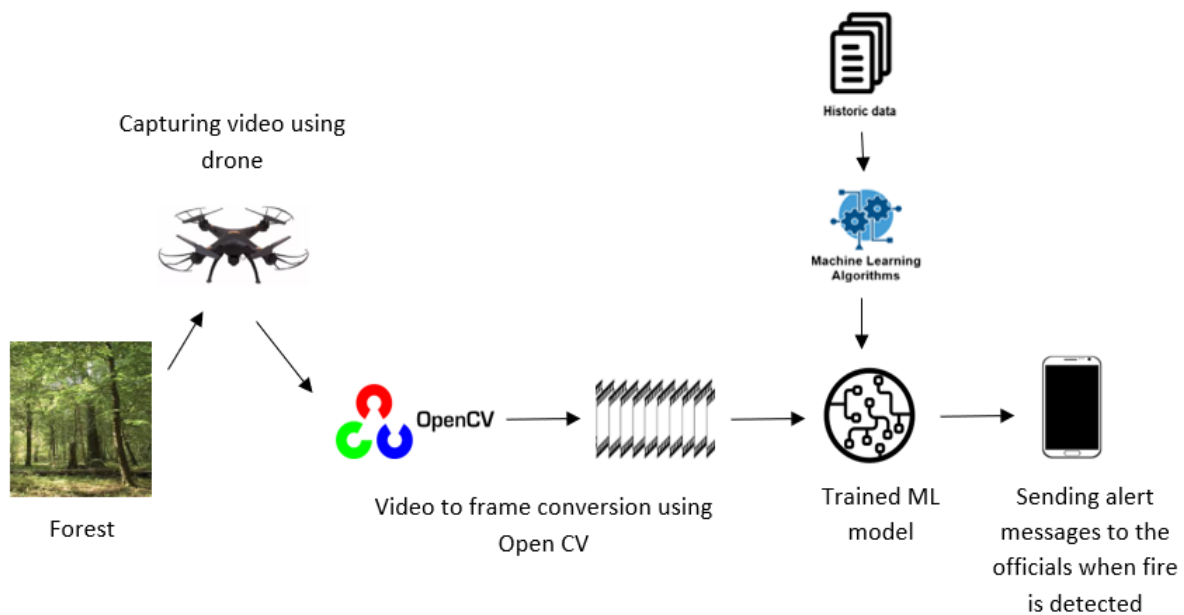 Historic data
Capturing video using
drone
Machine Learning
Algorithms
OpenCV
Forest
Video to frame conversion using
Open CV
Trained ML
model
Sending alert
messages to the
officials when fire
is detected